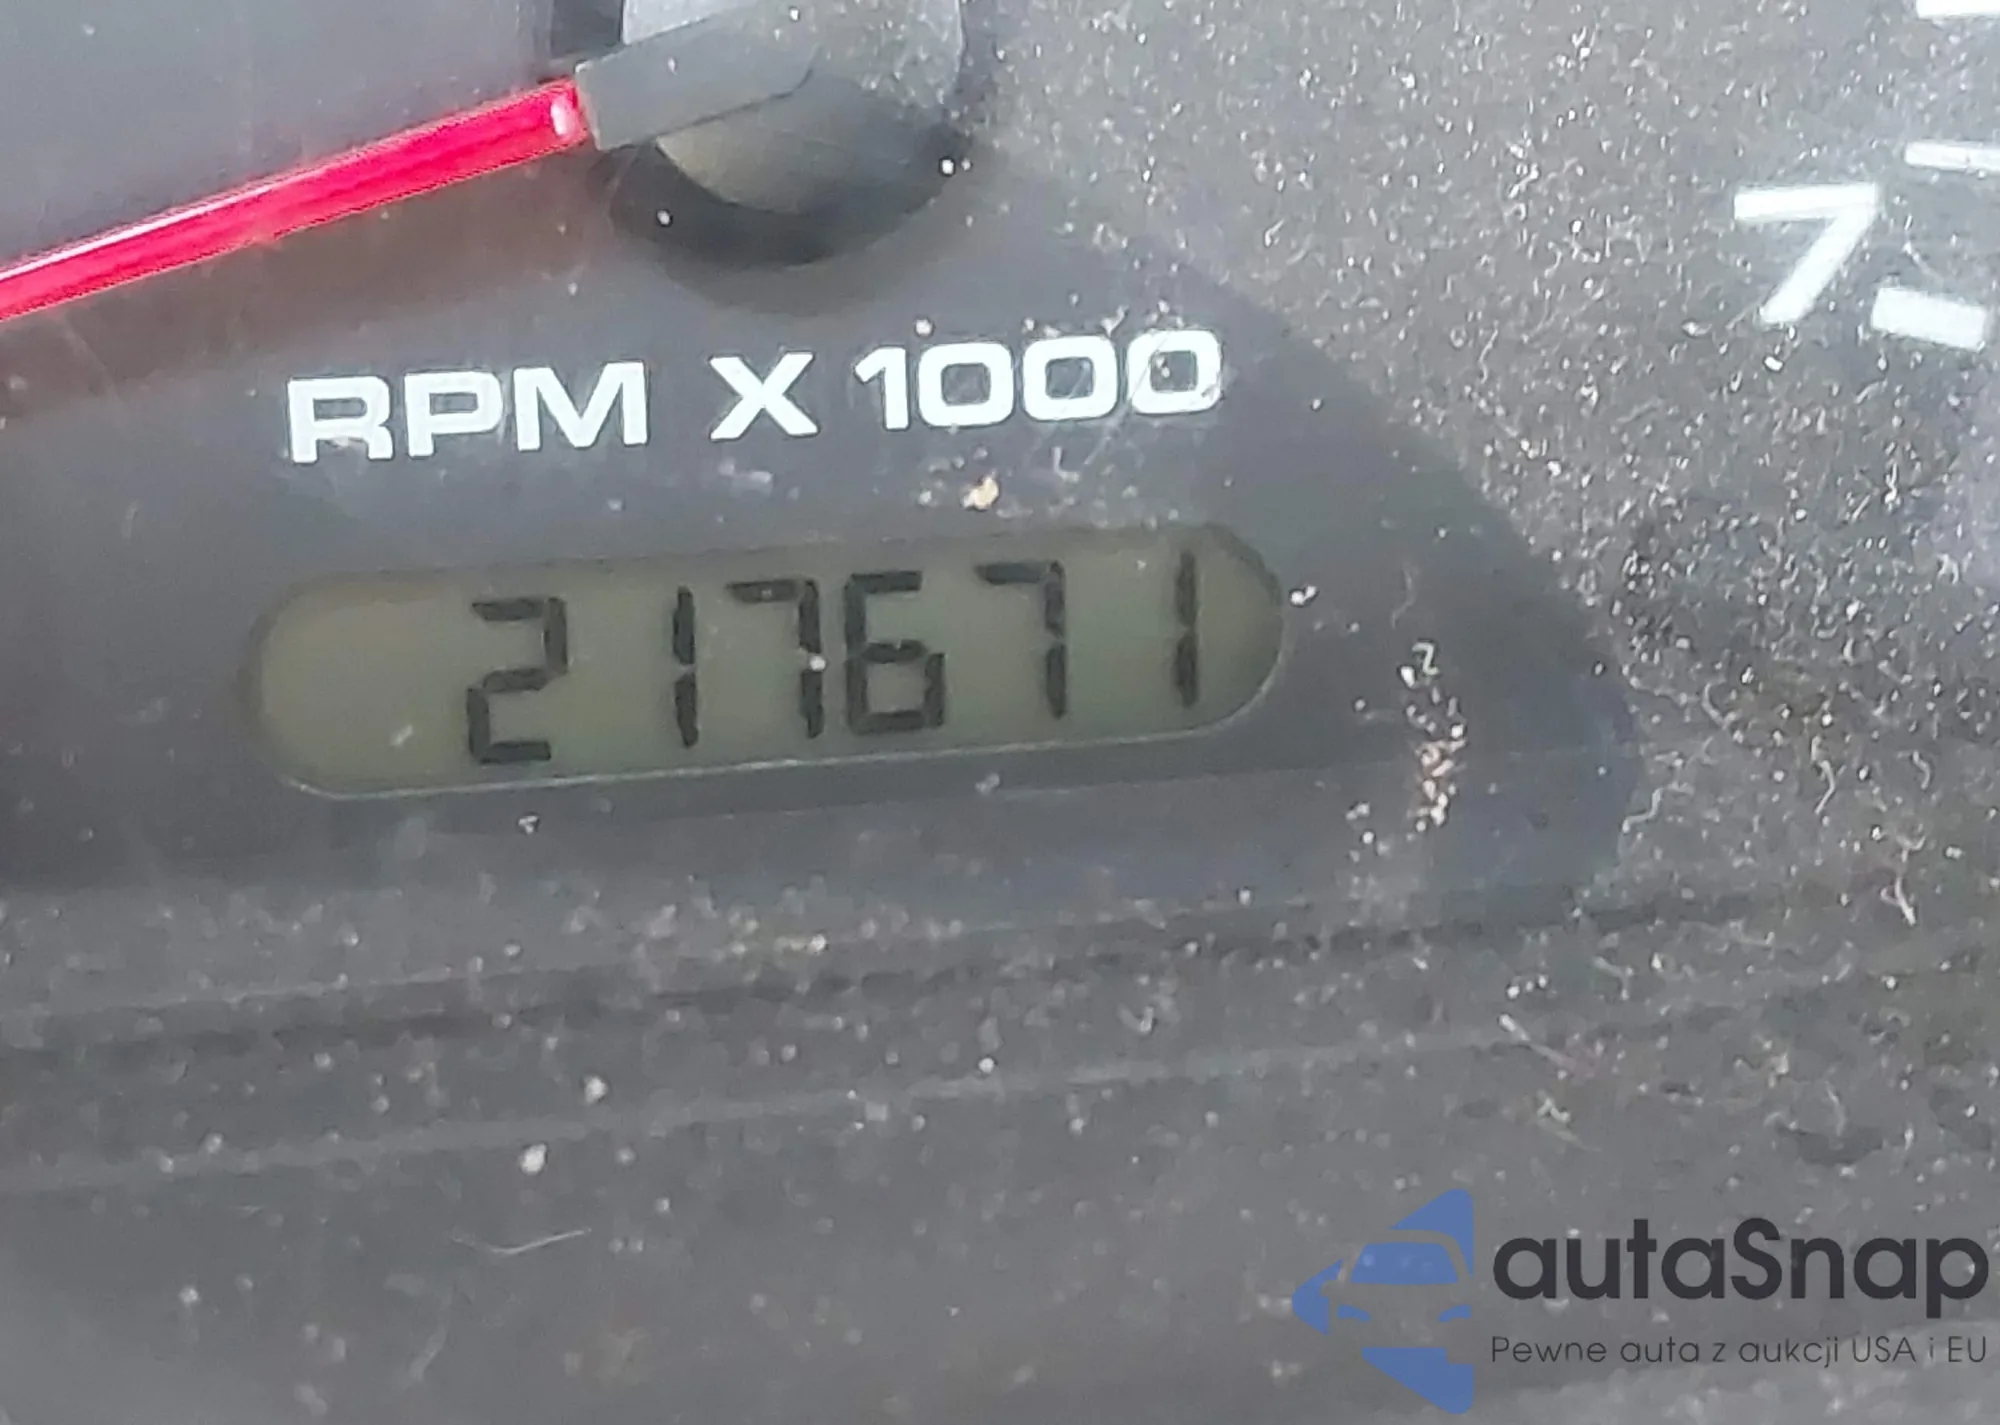 7
RPM X 1000
217671
autaSnap
Pewne auta z aukcji USA i EU